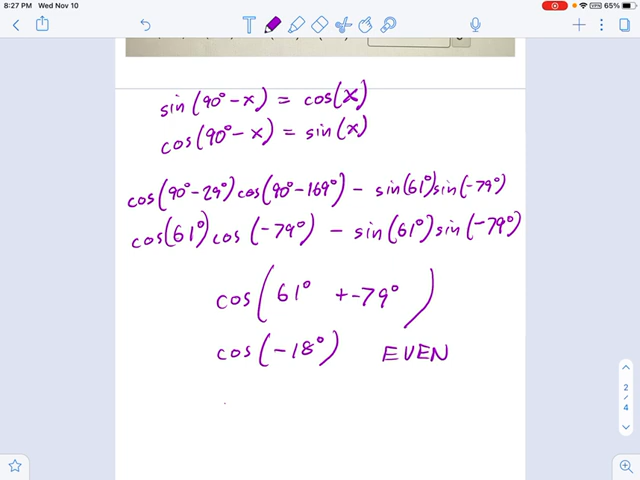 8:27 PM Wed Nov 10
65%
sin(90°-x) = cos(x)
cos(90°-x) = sin(x)
cos(90°-29°)cos(90°-169°) - sin(61°)sin(-79°)
cos(61°)cos(-79°) - sin(61°)sin(-79°)
cos(61° + -79°)
cos(-18°) EVEN
2
/
4